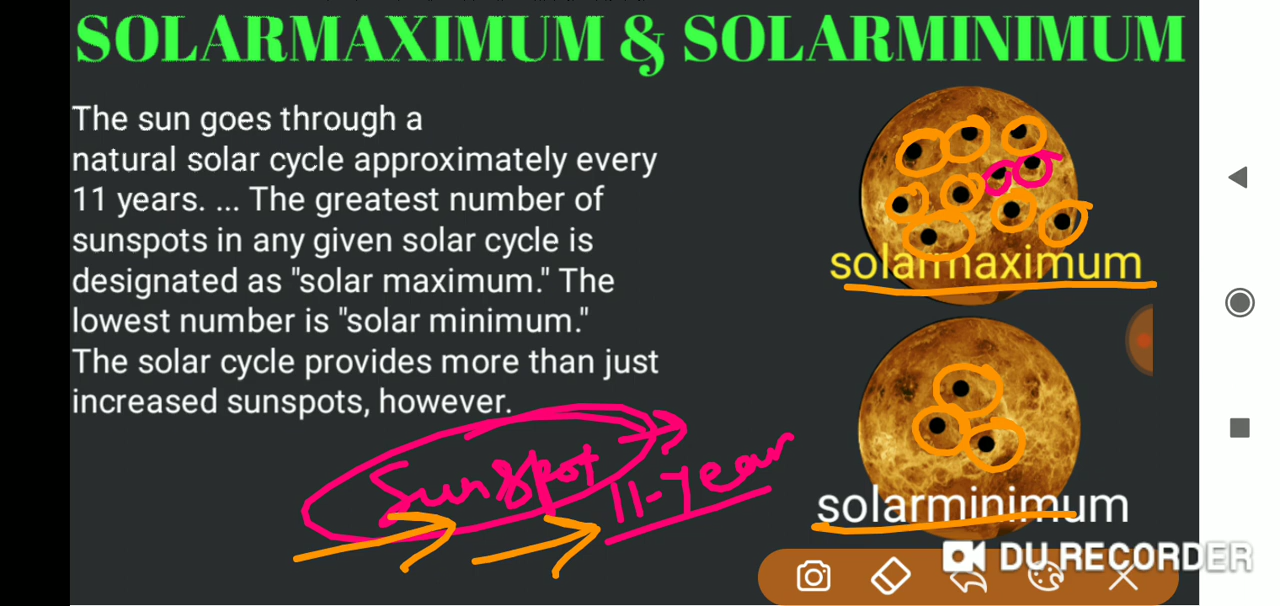 SOLARMAXIMUM & SOLARMINIMUM
The sun goes through a
natural solar cycle approximately every
11 years. ... The greatest number of
sunspots in any given solar cycle is
designated as "solar maximum." The
lowest number is "solar minimum."
The solar cycle provides more than just
increased sunspots, however.
solarmaximum
solarminimum
Sunspot
11-year
DU RECORDER